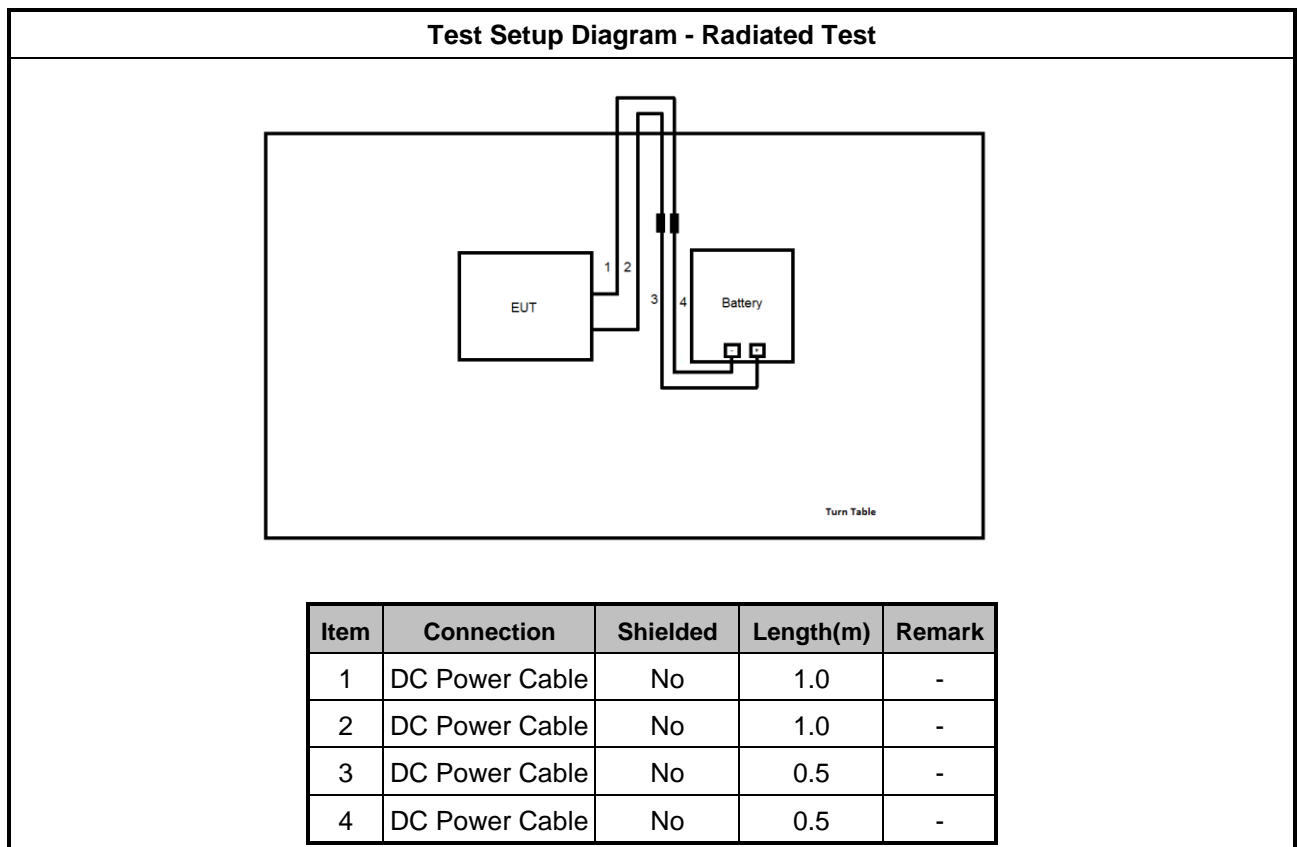 Test Setup Diagram - Radiated Test
1 2
EUT
3 4 Battery
- +
Turn Table
Item Connection Shielded Length(m) Remark
1 DC Power Cable No 1.0 -
2 DC Power Cable No 1.0 -
3 DC Power Cable No 0.5 -
4 DC Power Cable No 0.5 -